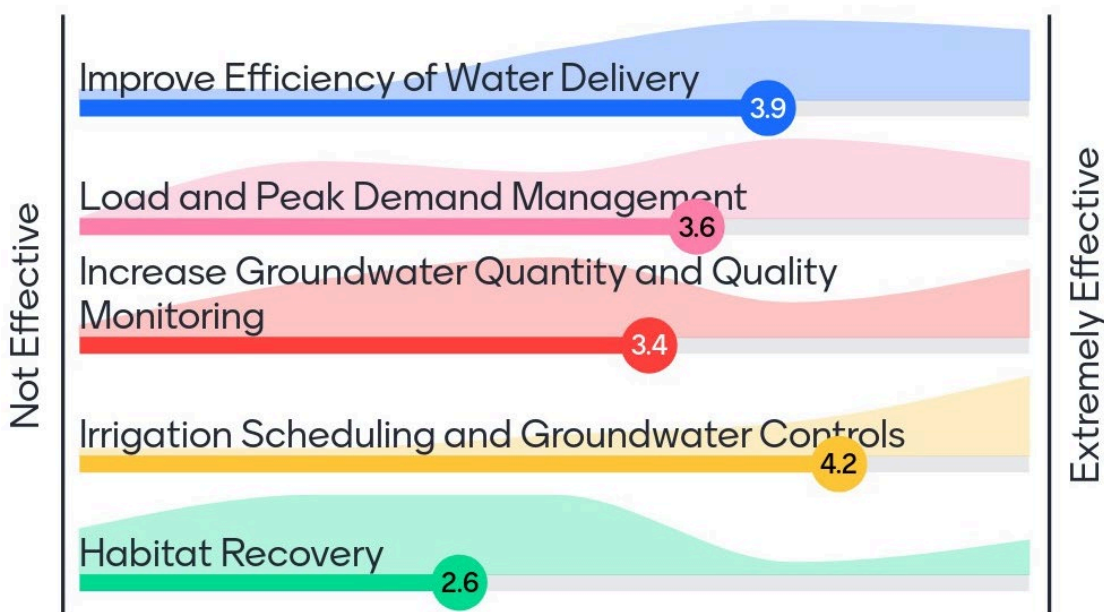 Not Effective
Improve Efficiency of Water Delivery
3.9
Load and Peak Demand Management
3.6
Increase Groundwater Quantity and Quality
Monitoring
3.4
Irrigation Scheduling and Groundwater Controls
4.2
Habitat Recovery
2.6
Extremely Effective